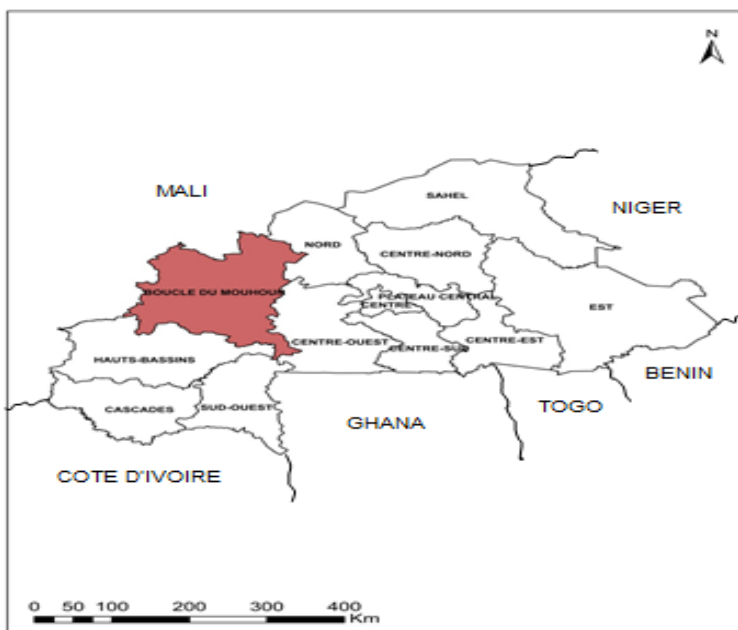 N
MALI
SAHEL
NIGER
NORD
CENTRE-NORD
BOUCLE DU MOUHOUN
PLATEAU CENTRAL
CENTRE
EST
CENTRE-OUEST
CENTRE-SUD
CENTRE-EST
HAUTS-BASSINS
BENIN
CASCADES
SUD-OUEST
TOGO
GHANA
COTE D'IVOIRE
0 50 100 200 300 400
Km